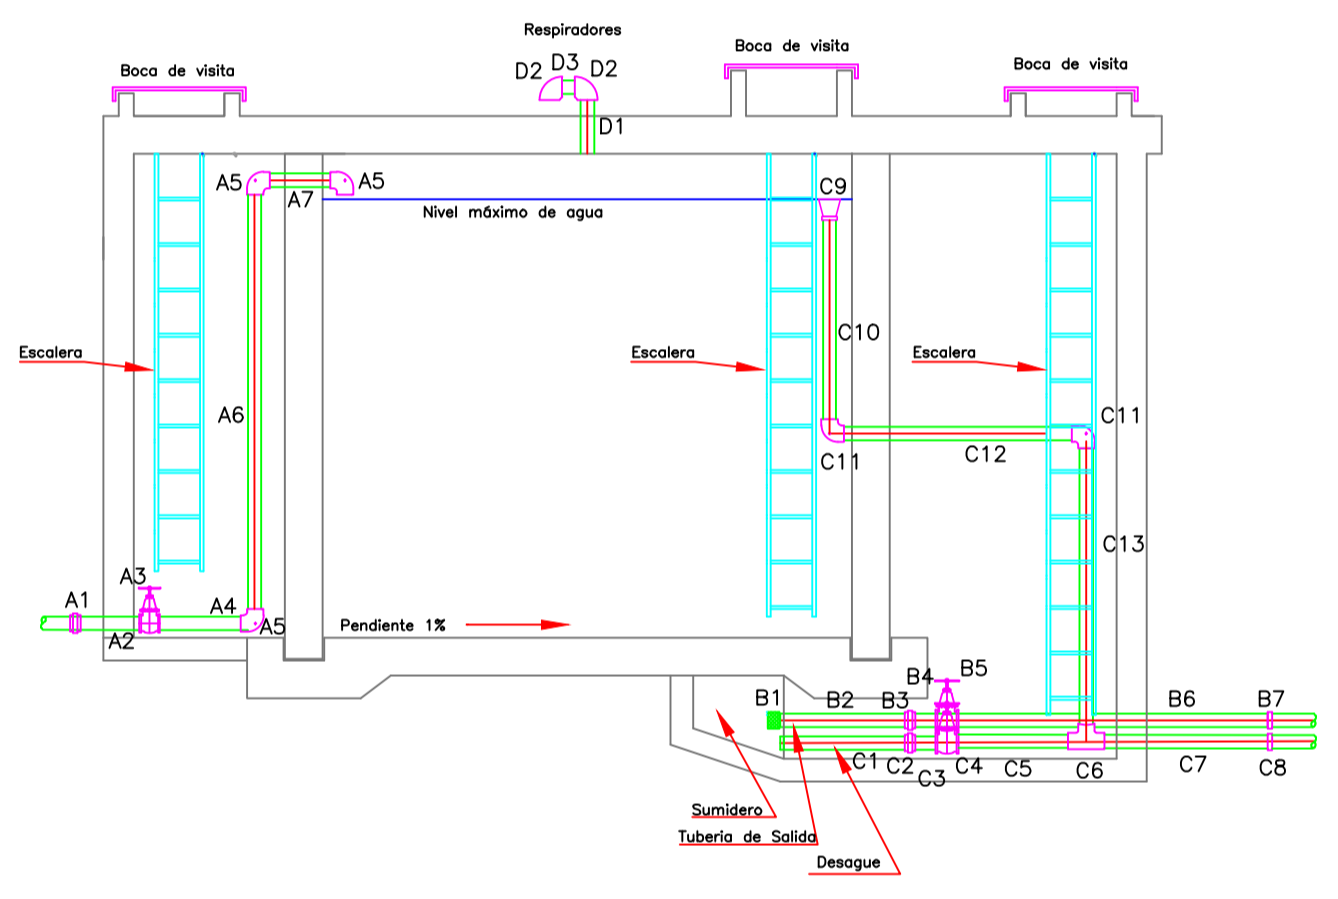 Respiradores
Boca de visita
Boca de visita
Boca de visita
D2
D3
D2
D1
A5
A5
A7
C9
Nivel máximo de agua
C10
Escalera
Escalera
Escalera
A6
C11
C11
C12
C13
A3
A1
A4
A2
A5
Pendiente 1%
B1
B2
B3
B4
B5
B6
B7
C1
C2
C3
C4
C5
C6
C7
C8
Sumidero
Tuberia de Salida
Desague